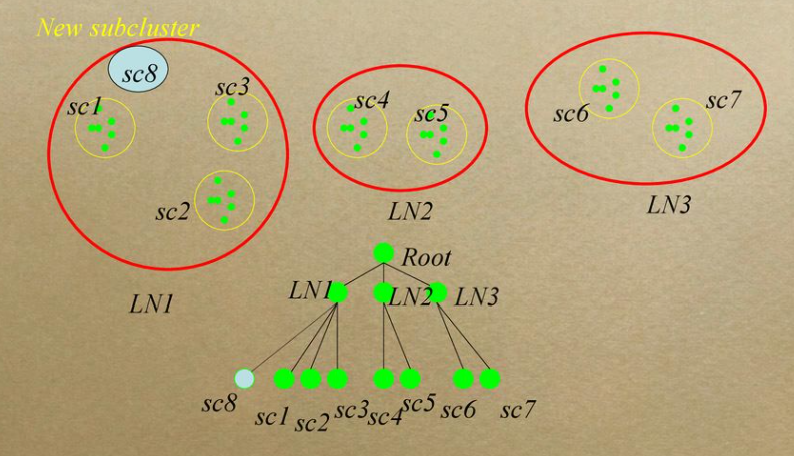 New subcluster
sc8
sc3
sc1
sc2
LN1
sc4
sc5
LN2
sc6
sc7
LN3
Root
LN1
LN2
LN3
sc8
sc1
sc2
sc3
sc4
sc5
sc6
sc7